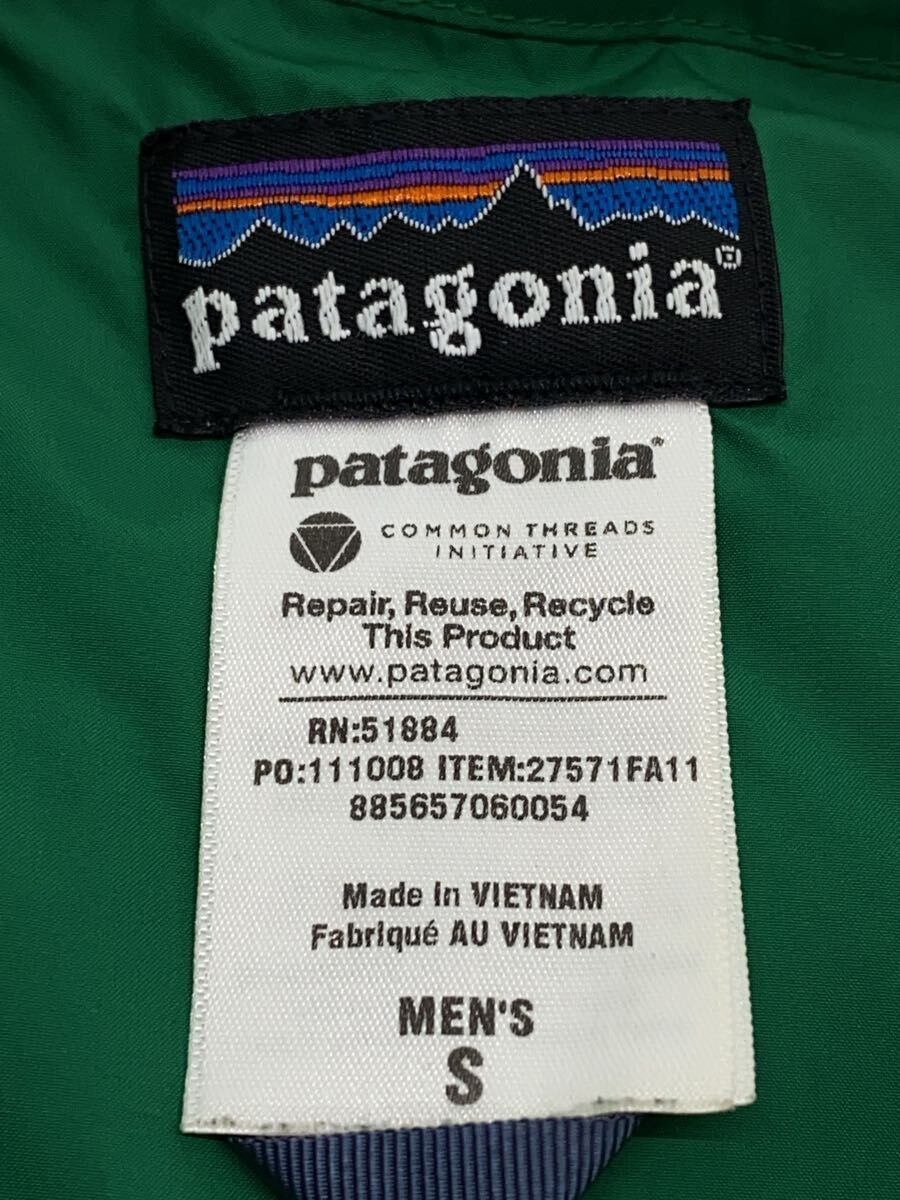 patagonia®
patagonia®
COMMON THREADS
INITIATIVE
Repair, Reuse, Recycle
This Product
www.patagonia.com
RN:51884
PO:111008 ITEM:27571FA11
885657060054
Made in VIETNAM
Fabriqué AU VIETNAM
MEN'S
S